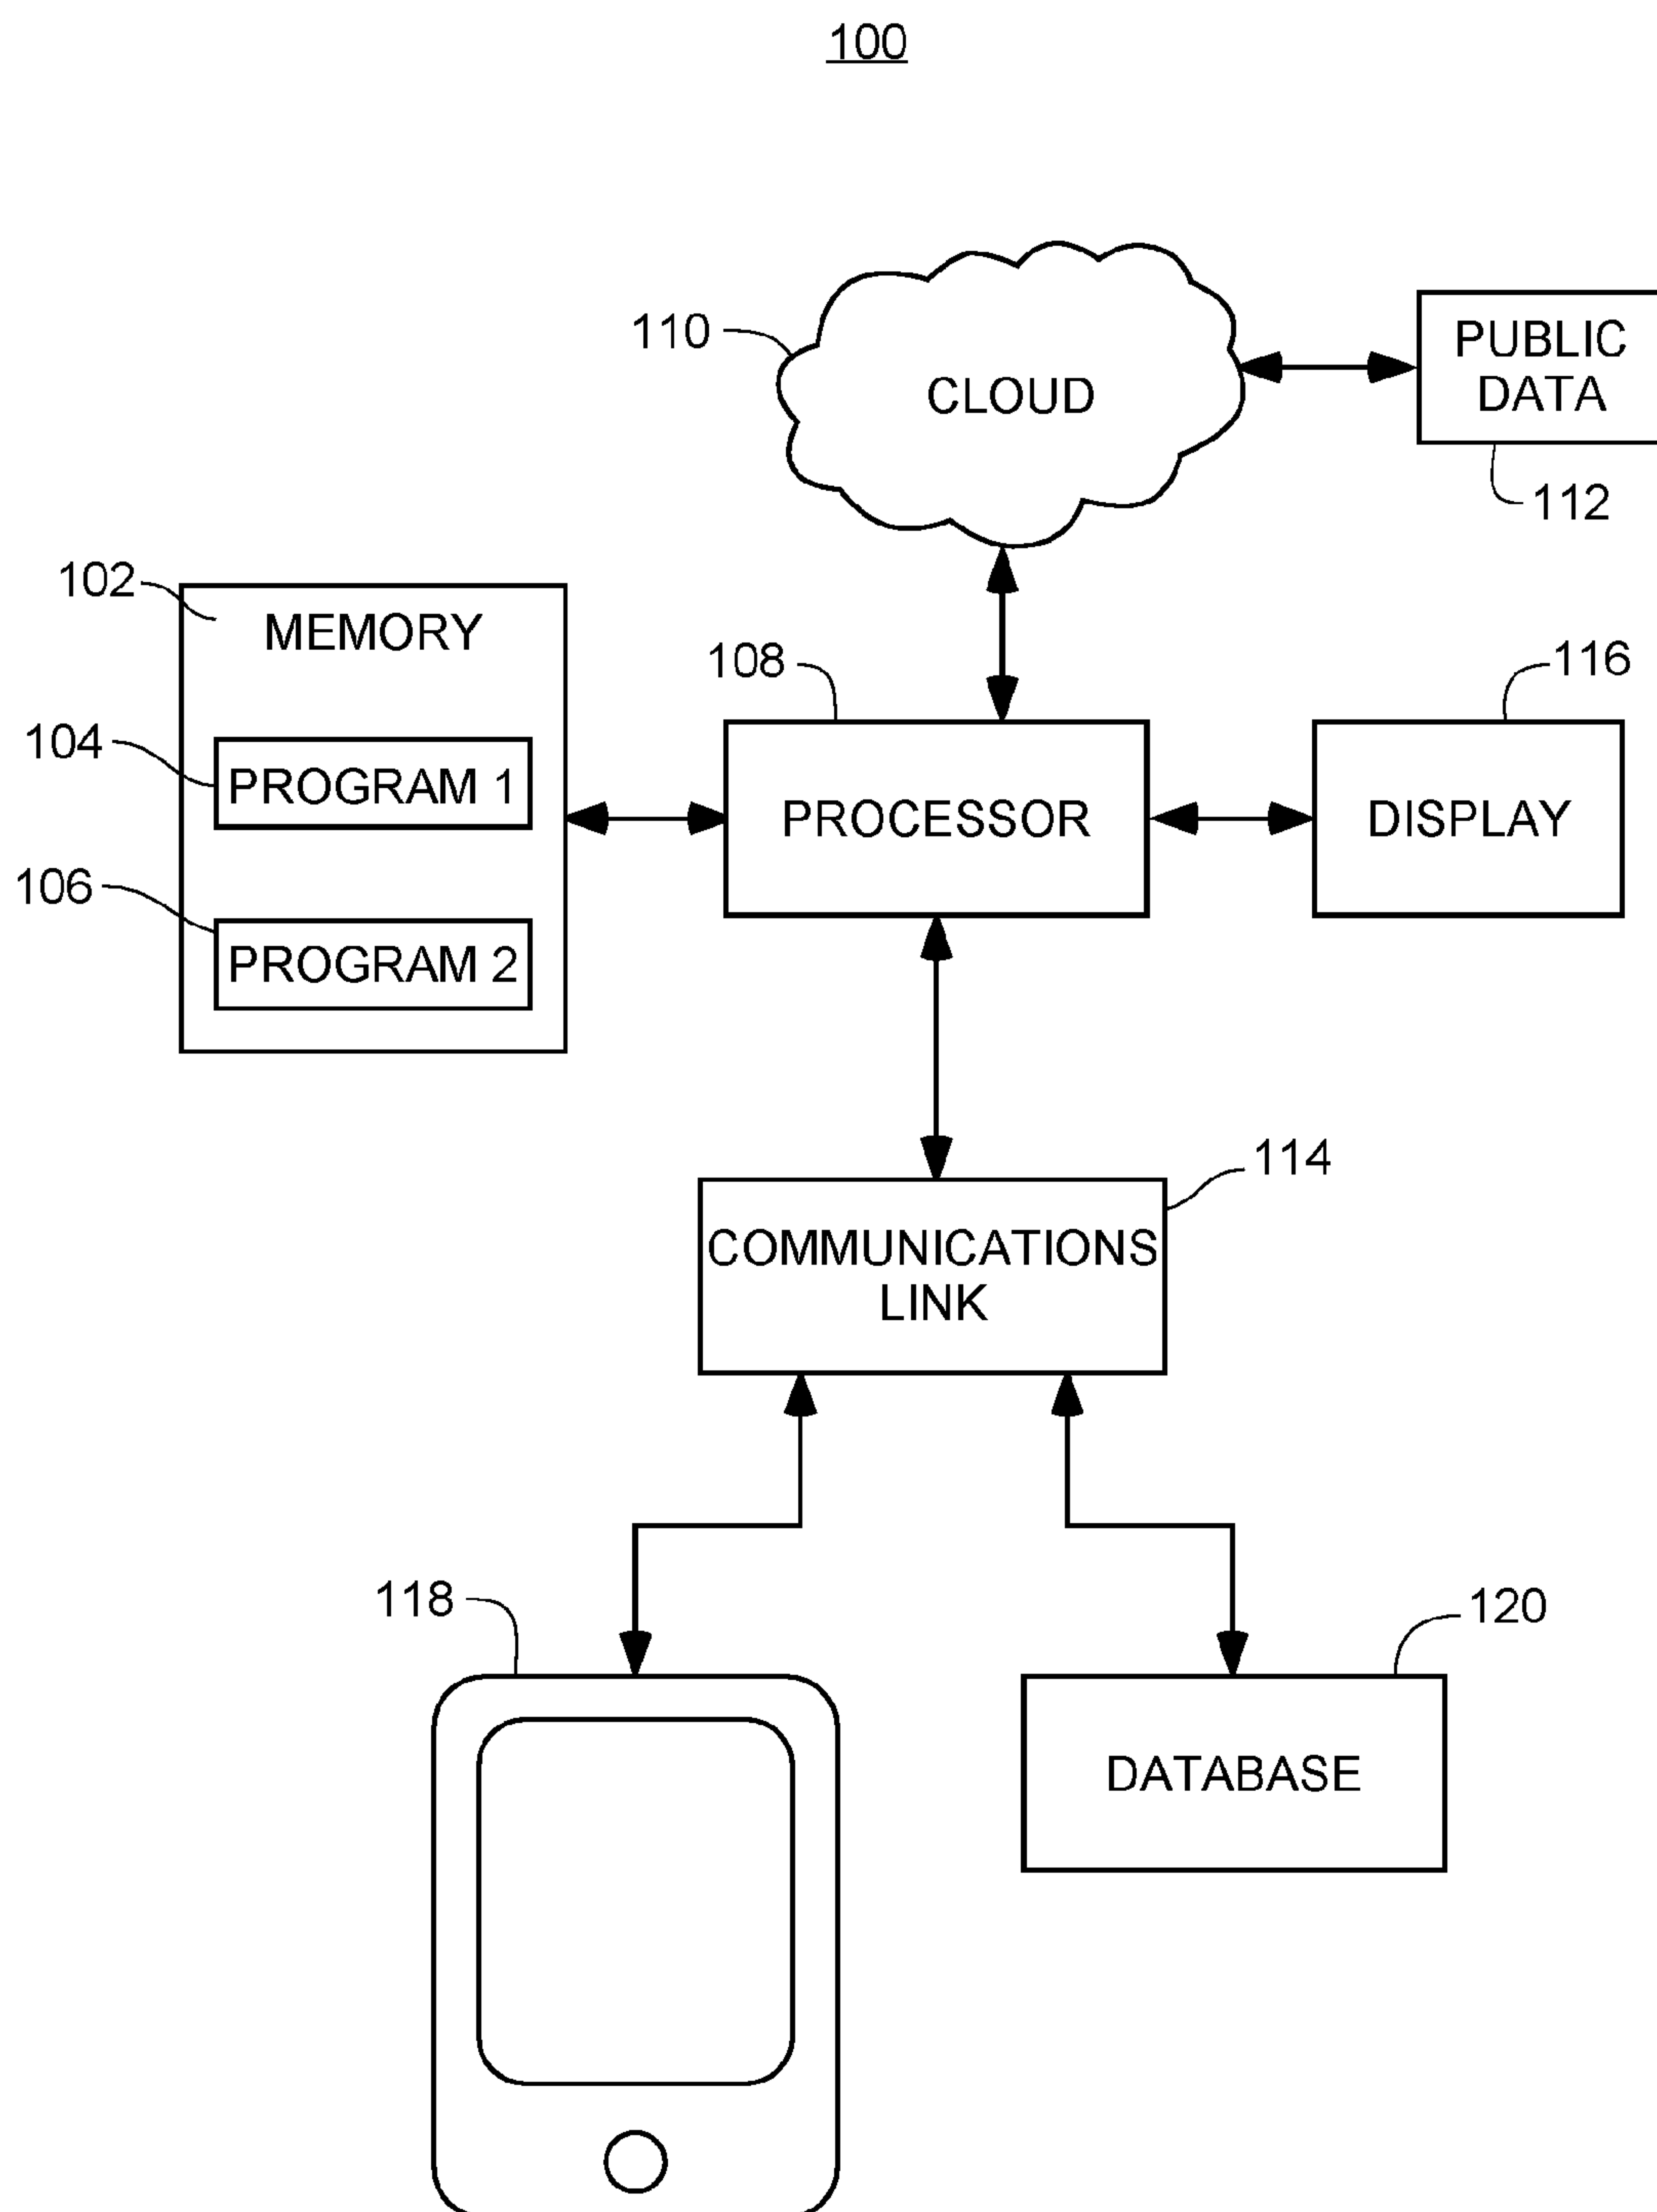 100
110
CLOUD
PUBLIC
DATA
112
102
MEMORY
104
PROGRAM 1
106
PROGRAM 2
108
PROCESSOR
116
DISPLAY
114
COMMUNICATIONS
LINK
118
120
DATABASE